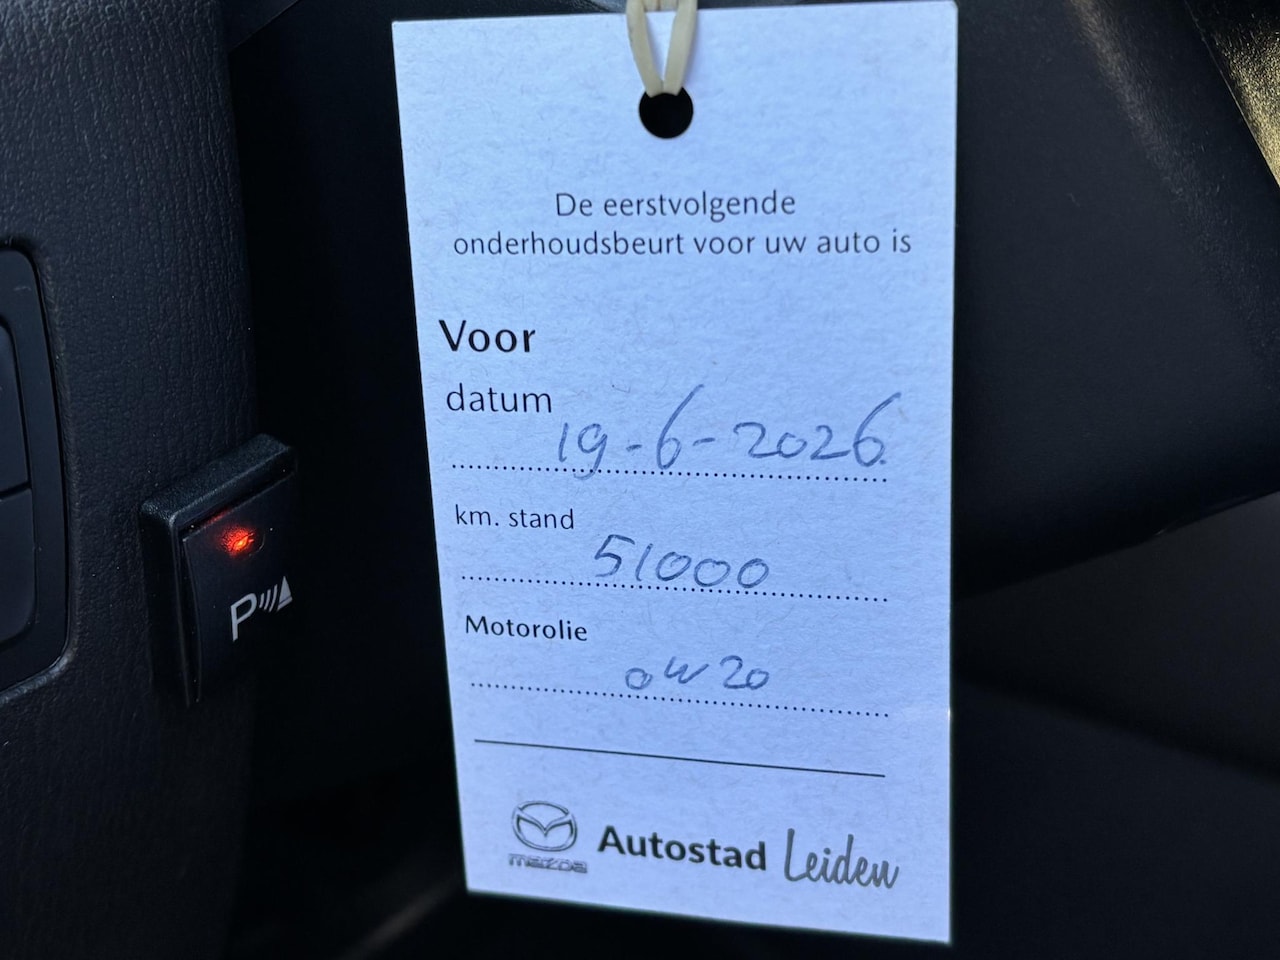 De eerstvolgende
onderhoudsbeurt voor uw auto is
Voor
datum
19-6-2026.
km. stand
51000
Motorolie
0W20
mazda
Autostad Leiden
P